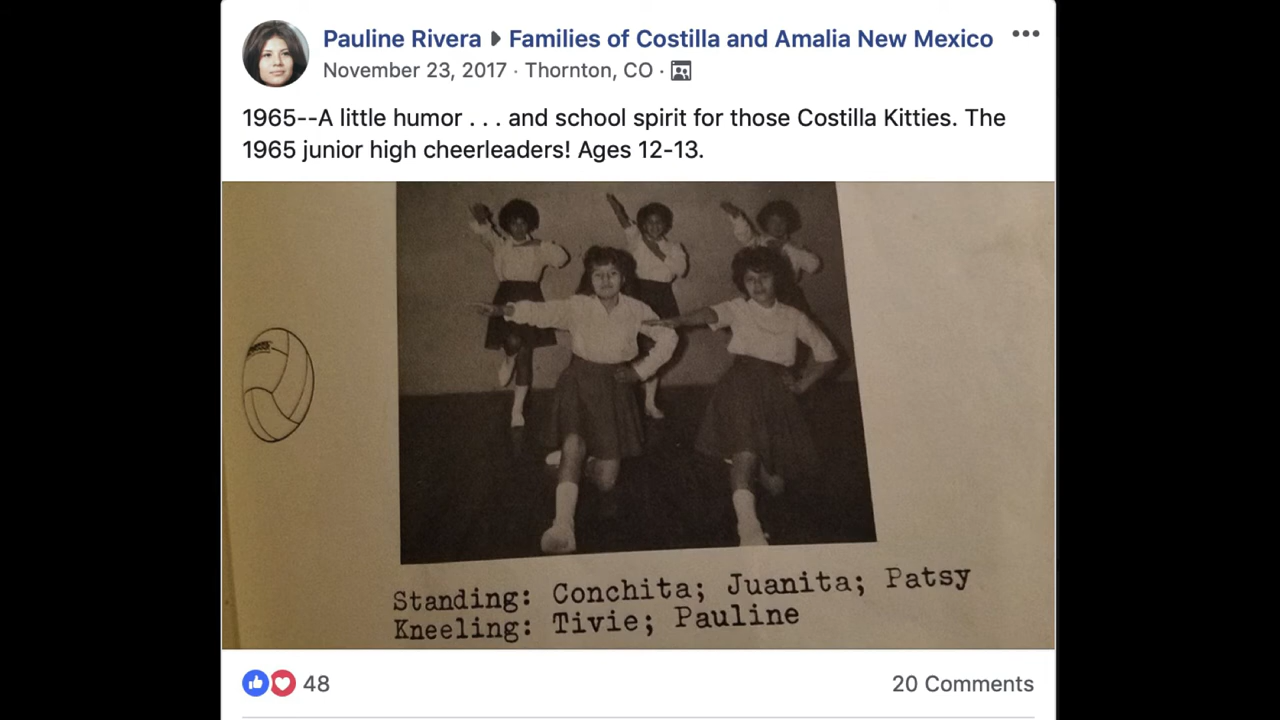 Pauline Rivera ▸ Families of Costilla and Amalia New Mexico
November 23, 2017 · Thornton, CO ·
1965--A little humor . . . and school spirit for those Costilla Kitties. The
1965 junior high cheerleaders! Ages 12-13.
Standing: Conchita; Juanita; Patsy
Kneeling: Tivie; Pauline
48
20 Comments